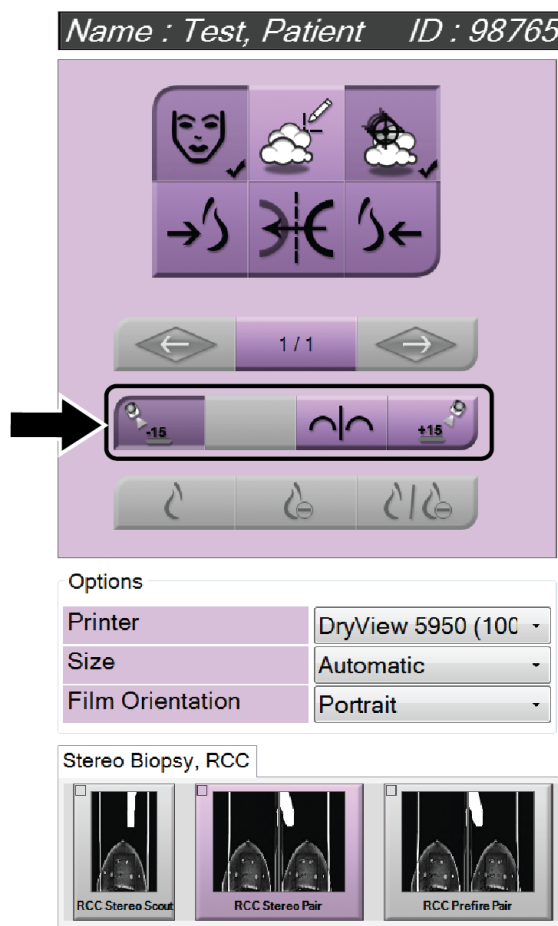 Name : Test, Patient ID : 98765
1 / 1
-15
+15
Options
Printer
DryView 5950 (100
Size
Automatic
Film Orientation
Portrait
Stereo Biopsy, RCC
RCC Stereo Scout
RCC Stereo Pair
RCC Prefire Pair